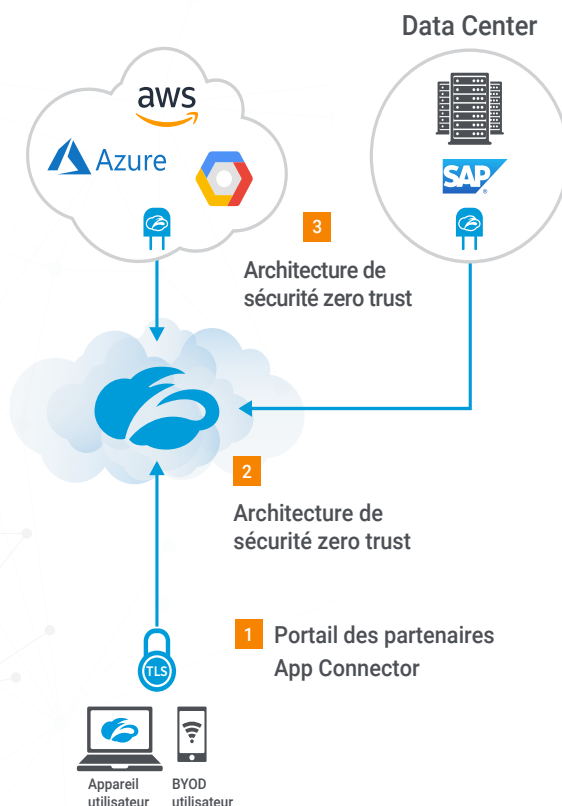 Data Center
aws
Azure
SAP
3
Architecture de
sécurité zero trust
2
Architecture de
sécurité zero trust
1 Portail des partenaires
App Connector
TLS
Appareil
utilisateur
BYOD
utilisateur